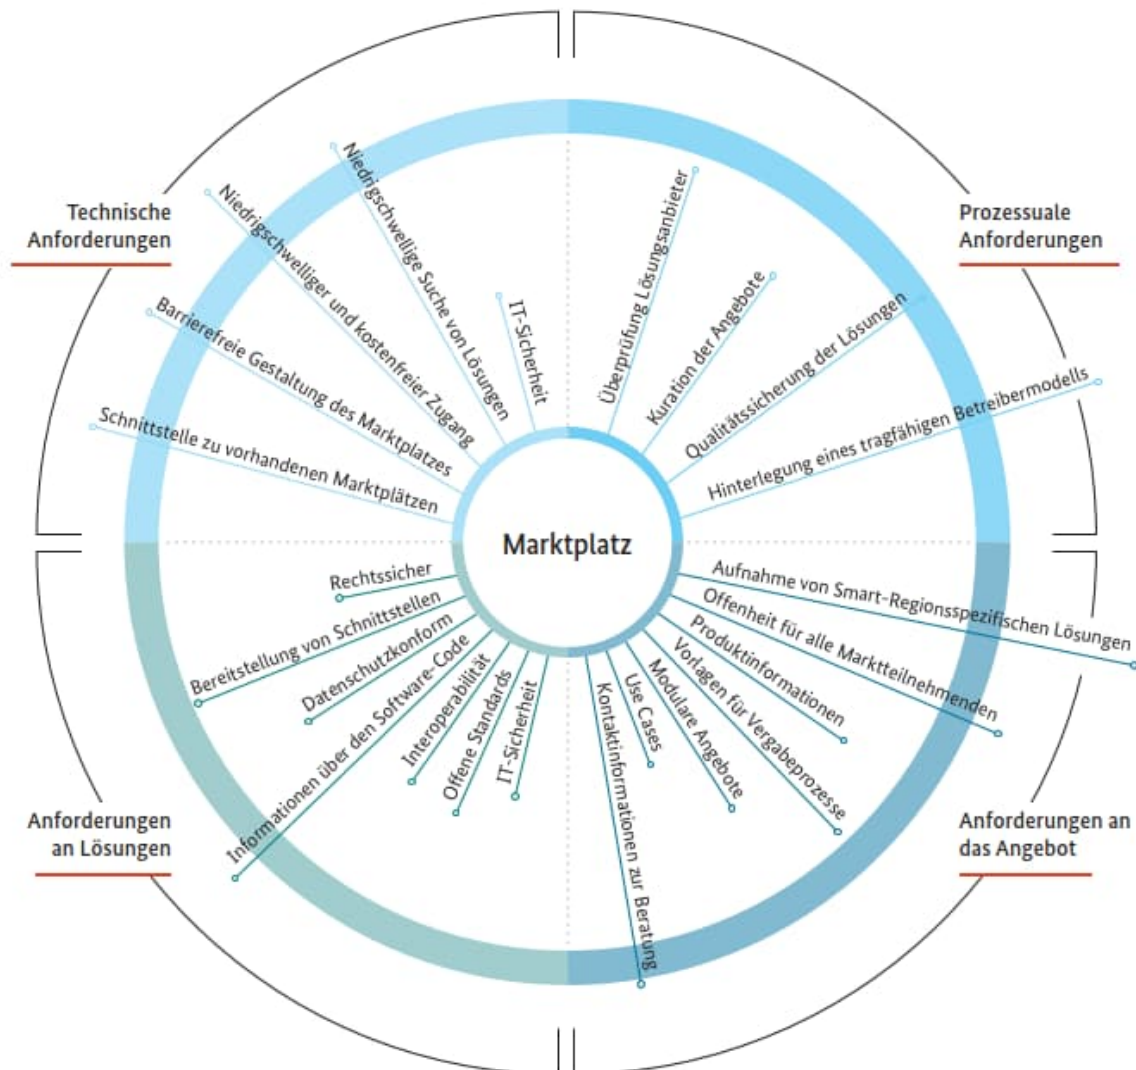 Technische
Anforderungen
Niedrigschwellige Suche von Lösungen
Niedrigschwelliger und kostenfreier Zugang
Barrierefreie Gestaltung des Marktplatzes
Schnittstelle zu vorhandenen Marktplätzen
IT-Sicherheit
Prozessuale
Anforderungen
Überprüfung Lösungsanbieter
Kuration der Angebote
Qualitätssicherung der Lösungen
Hinterlegung eines tragfähigen Betreibermodells
Marktplatz
Rechtssicher
Bereitstellung von Schnittstellen
Datenschutzkonform
Informationen über den Software-Code
Interoperabilität
Offene Standards
IT-Sicherheit
Anforderungen
an Lösungen
Aufnahme von Smart-Regionsspezifischen Lösungen
Offenheit für alle Marktteilnehmenden
Produktinformationen
Vorlagen für Vergabeprozesse
Modulare Angebote
Use Cases
Kontaktinformationen zur Beratung
Anforderungen an
das Angebot